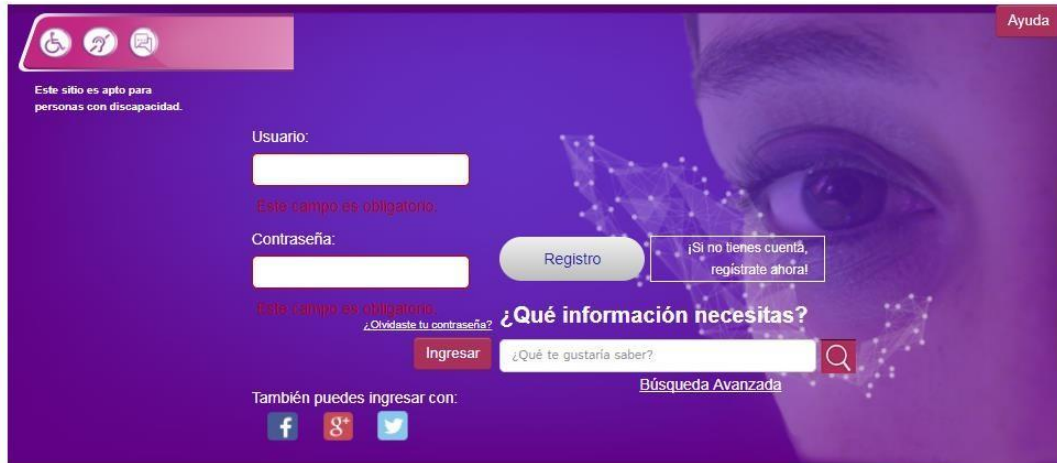 Ayuda
Este sitio es apto para
personas con discapacidad.
Usuario:
Este campo es obligatorio.
Contraseña:
Este campo es obligatorio.
¿Olvidaste tu contraseña?
Ingresar
Registro
¡Si no tienes cuenta,
regístrate ahora!
¿Qué información necesitas?
¿Qué te gustaría saber?
Búsqueda Avanzada
También puedes ingresar con:
f
g+